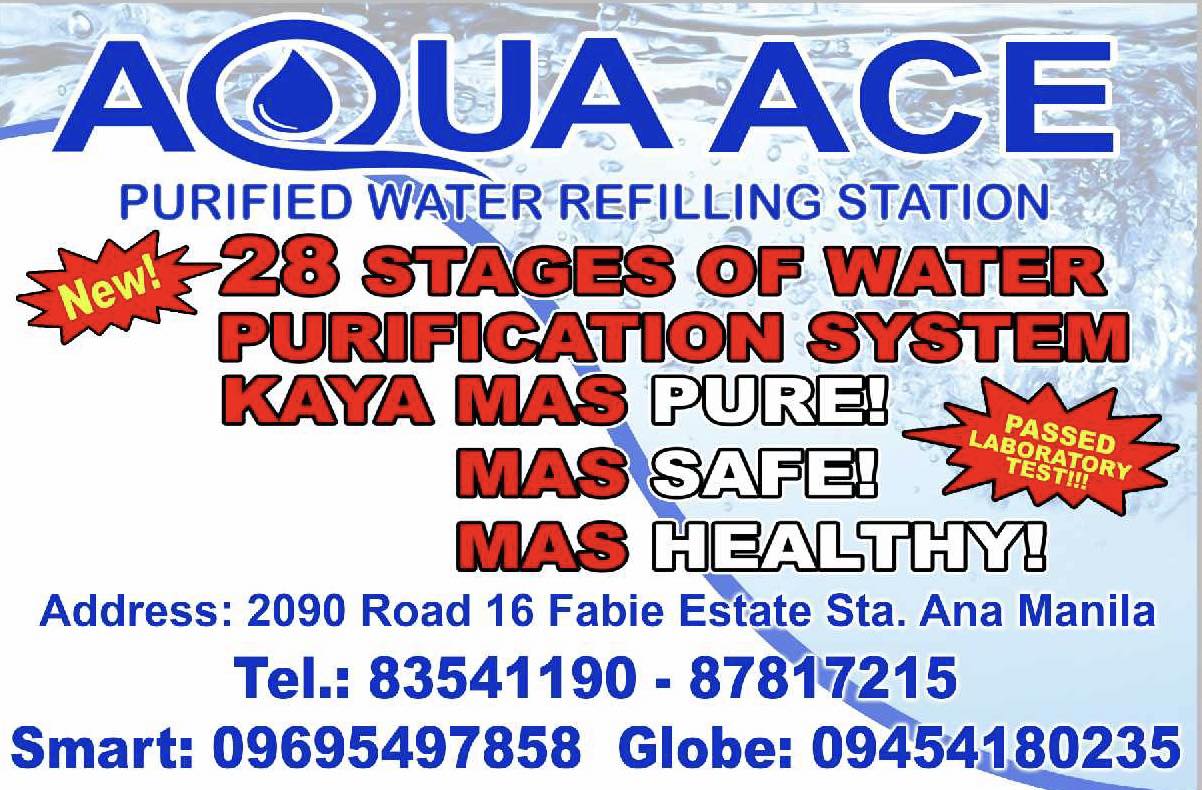 AQUA ACE
PURIFIED WATER REFILLING STATION
New!
28 STAGES OF WATER
PURIFICATION SYSTEM
KAYA MAS PURE!
MAS SAFE!
MAS HEALTHY!
PASSED
LABORATORY
TEST!!!
Address: 2090 Road 16 Fabie Estate Sta. Ana Manila
Tel.: 83541190 - 87817215
Smart: 09695497858 Globe: 09454180235